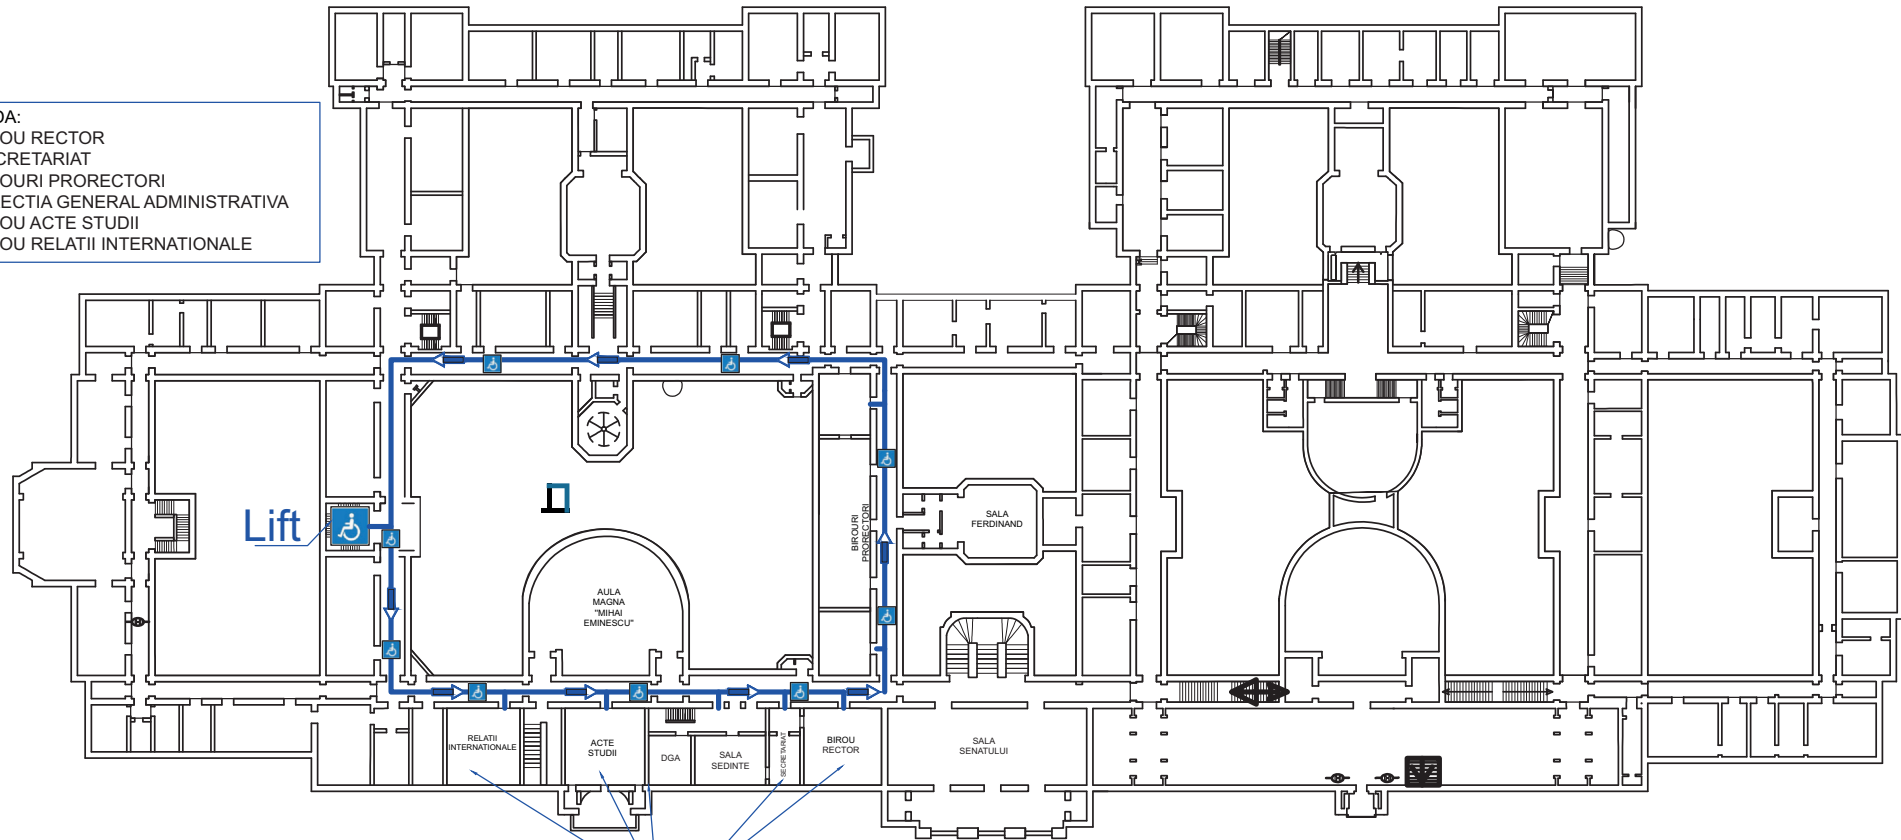 DA:
OU RECTOR
CRETARIAT
OURI PRORECTORI
ECTIA GENERAL ADMINISTRATIVA
OU ACTE STUDII
OU RELATII INTERNATIONALE
Lift
SALA
FERDINAND
BIROURI
PRORECTORI
AULA
MAGNA
"MIHAI
EMINESCU"
RELATII
INTERNATIONALE
ACTE
STUDII
DGA
SALA
SEDINTE
SECRETARIAT
BIROU
RECTOR
SALA
SENATULUI